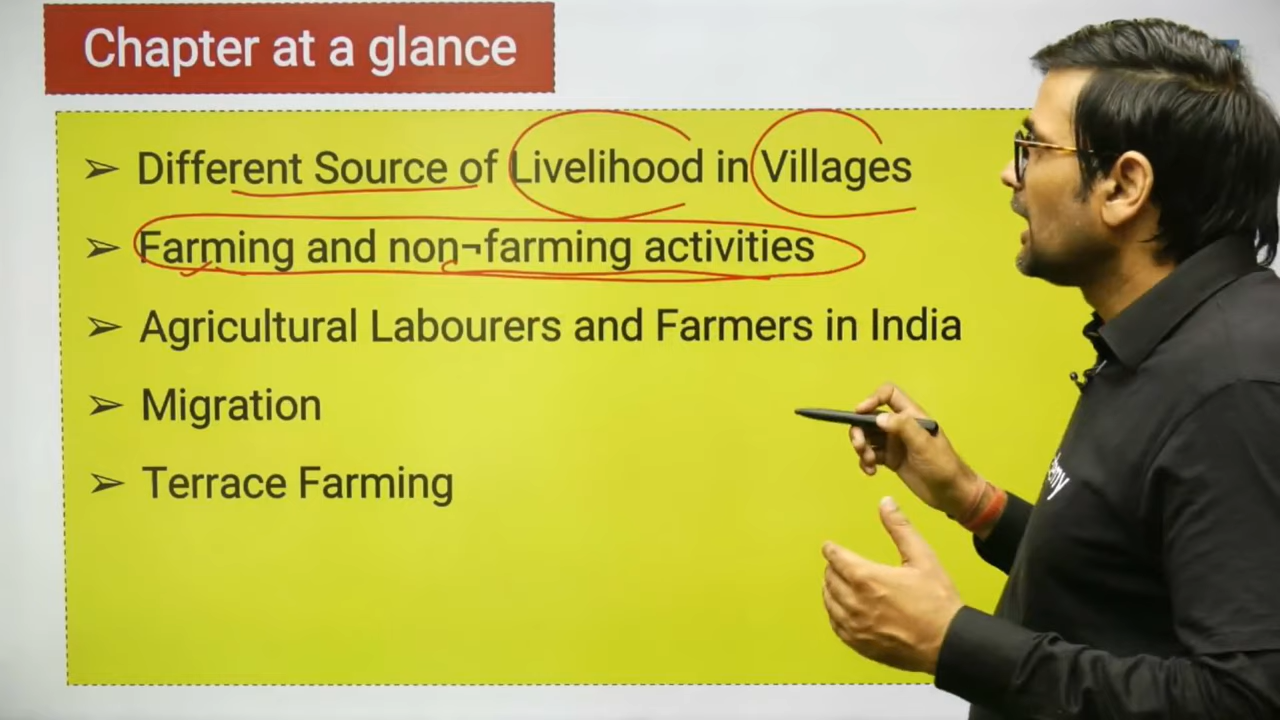 Chapter at a glance
➢ Different Source of Livelihood in Villages
➢ Farming and non¬farming activities
➢ Agricultural Labourers and Farmers in India
➢ Migration
➢ Terrace Farming